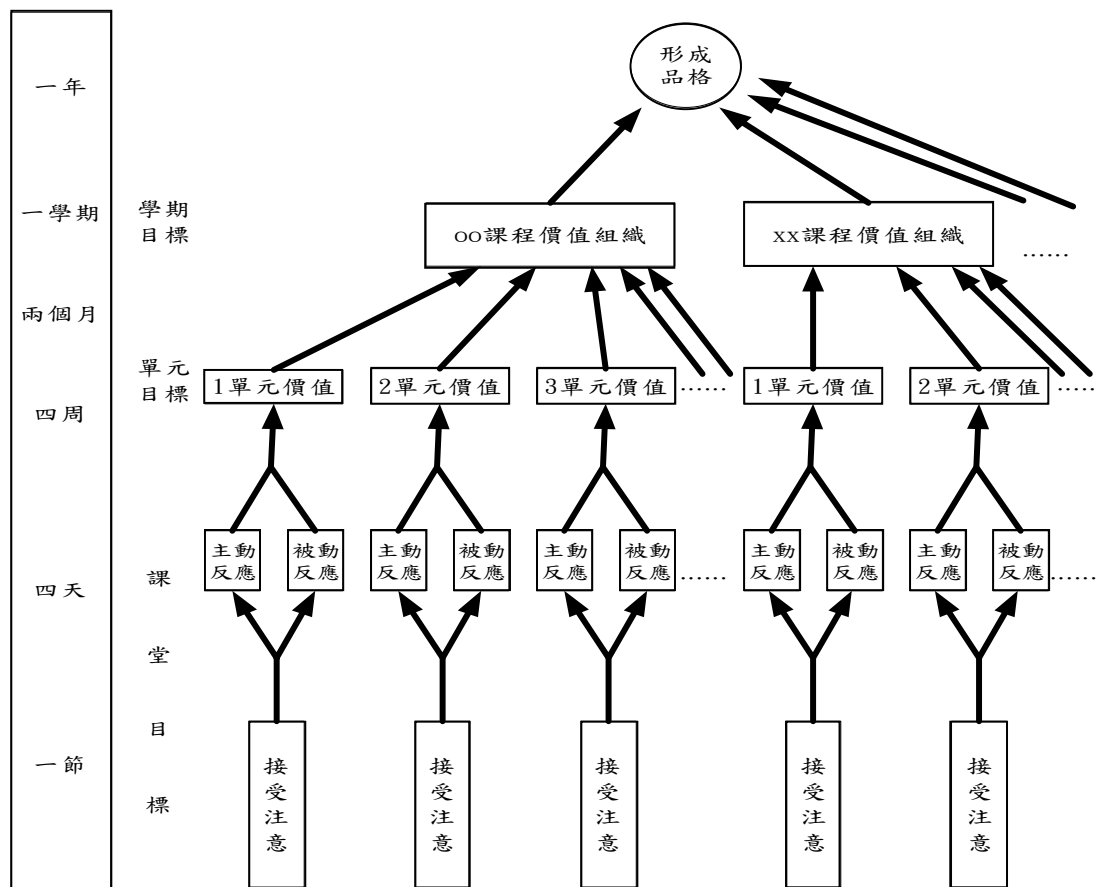 形成
品格
一年
一學期
學期
目標
oo課程價值組織
xx課程價值組織
......
兩個月
單元
目標
1單元價值
2單元價值
3單元價值
......
1單元價值
2單元價值
......
四周
主動
反應
被動
反應
主動
反應
被動
反應
主動
反應
被動
反應
......
主動
反應
被動
反應
主動
反應
被動
反應
......
四天
課
堂
目
標
一節
接
受
注
意
接
受
注
意
接
受
注
意
接
受
注
意
接
受
注
意